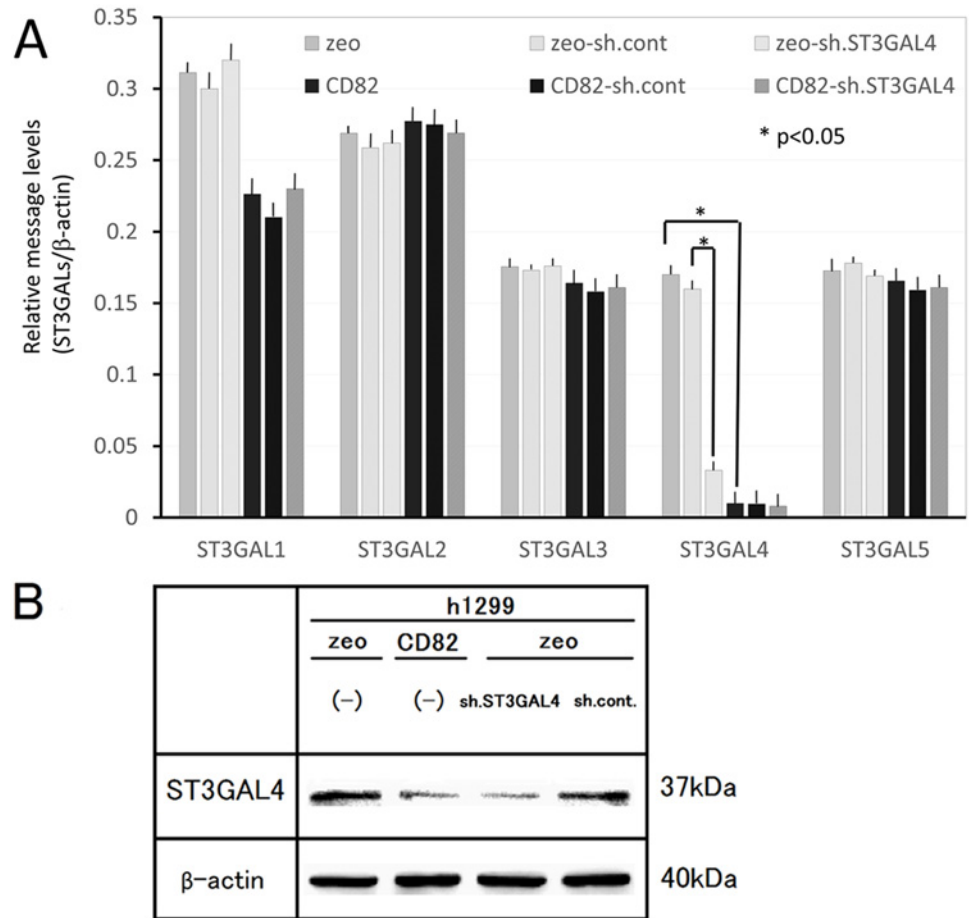 A
0.35
0.3
0.25
0.2
0.15
0.1
0.05
0
Relative message levels
(ST3GALs/β-actin)
zeo zeo-sh.cont zeo-sh.ST3GAL4
CD82 CD82-sh.cont CD82-sh.ST3GAL4
* p<0.05
*
*
ST3GAL1 ST3GAL2 ST3GAL3 ST3GAL4 ST3GAL5
B
h1299
zeo CD82 zeo
(-) (-) sh.ST3GAL4 sh.cont.
ST3GAL4 37kDa
β-actin 40kDa